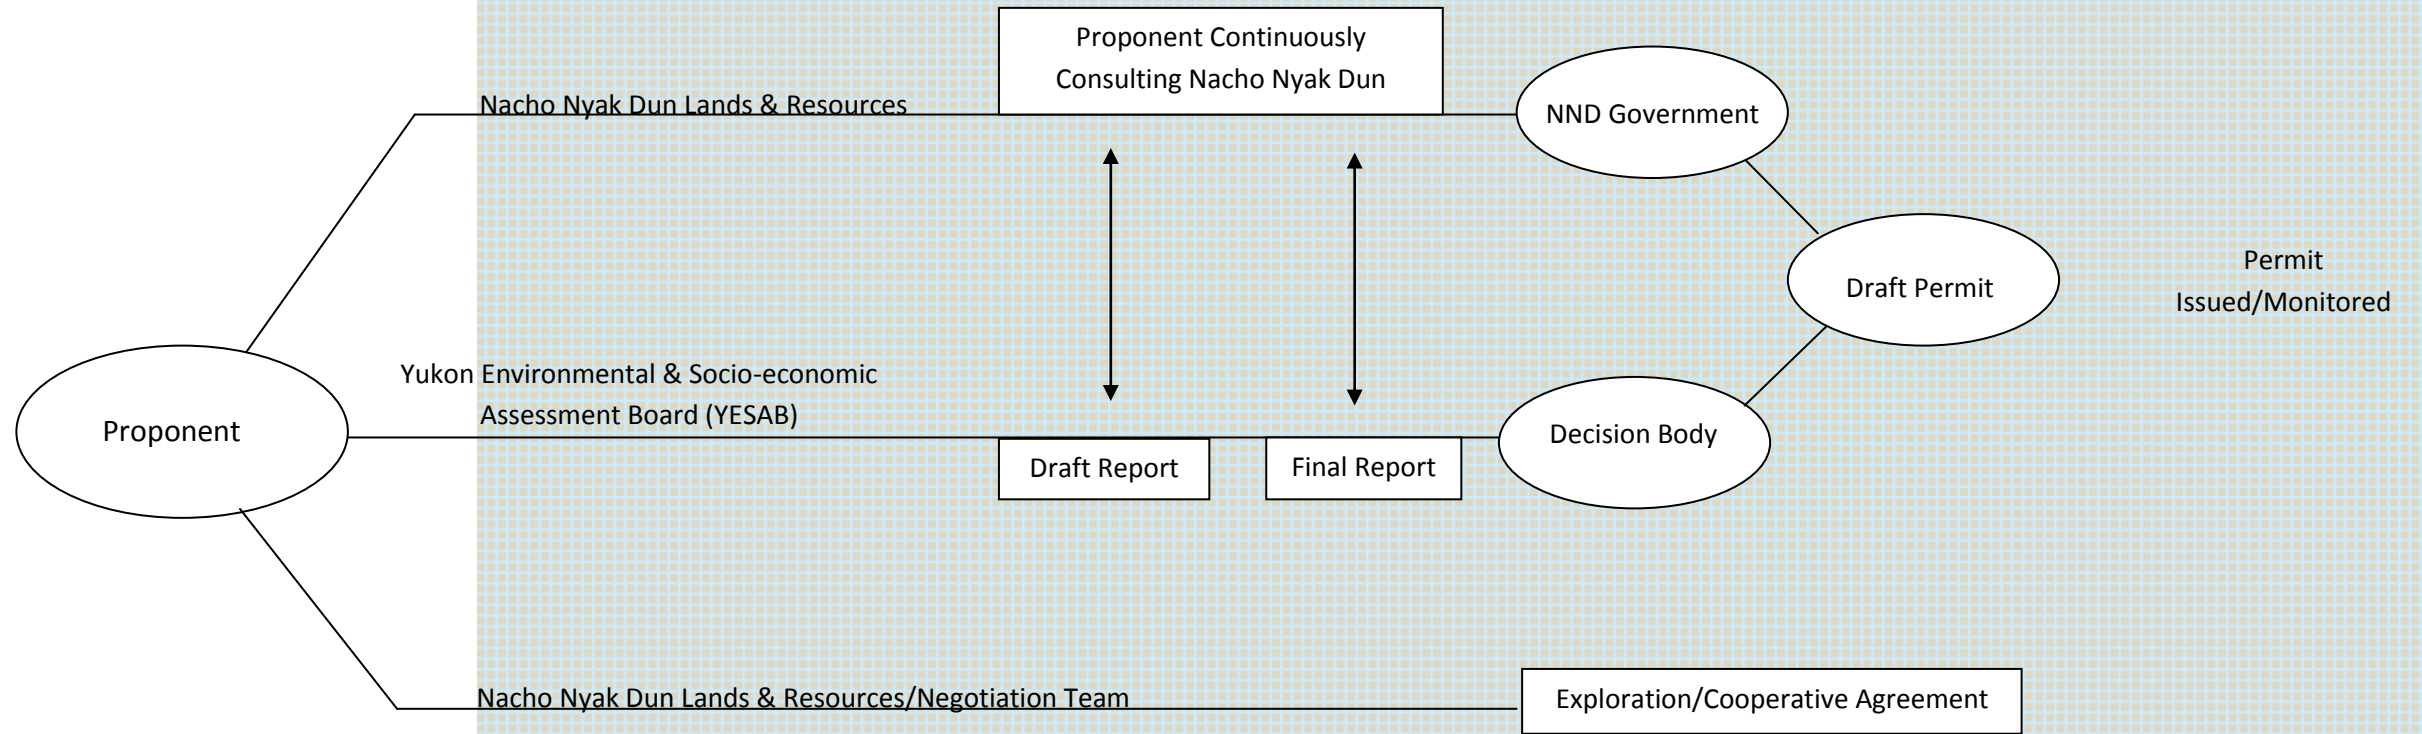 Proponent Continuously
Consulting Nacho Nyak Dun
Nacho Nyak Dun Lands & Resources
NND Government
Permit
Issued/Monitored
Draft Permit
Yukon Environmental & Socio-economic
Assessment Board (YESAB)
Proponent
Decision Body
Draft Report
Final Report
Nacho Nyak Dun Lands & Resources/Negotiation Team
Exploration/Cooperative Agreement